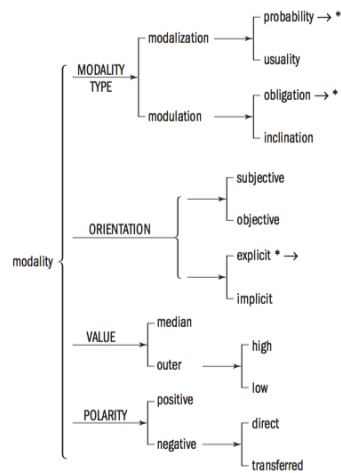 probability → *
modalization
MODALITY
TYPE
usuality
obligation → *
modulation
inclination
subjective
objective
ORIENTATION
explicit * →
modality
implicit
median
VALUE
high
outer
low
positive
POLARITY
direct
negative
transferred